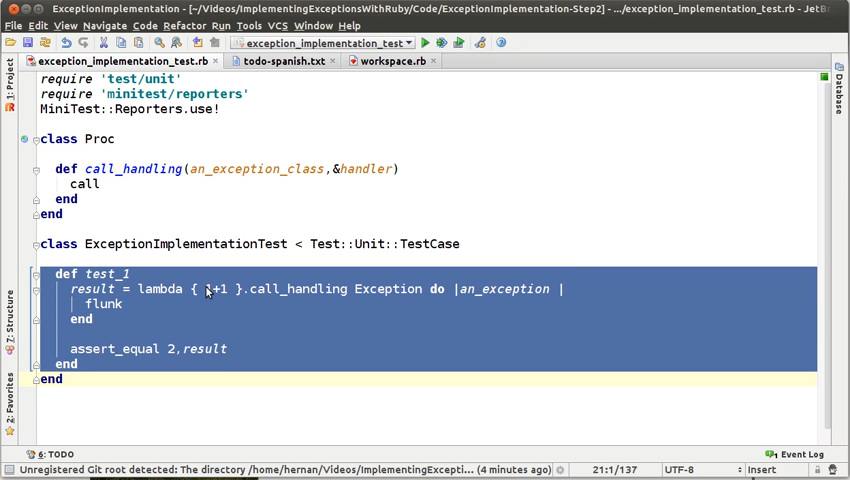 ExceptionImplementation - [~/Videos/ImplementingExceptionsWithRuby/Code/ExceptionImplementation-Step2] - .../exception_implementation_test.rb - JetBra
File Edit View Navigate Code Refactor Run Tools VCS Window Help
exception_implementation_test
exception_implementation_test.rb todo-spanish.txt workspace.rb
1: Project
7: Structure
2: Favorites
Database
require 'test/unit'
require 'minitest/reporters'
MiniTest::Reporters.use!
class Proc
def call_handling(an_exception_class,&handler)
call
end
end
class ExceptionImplementationTest < Test::Unit::TestCase
def test_1
result = lambda { 1+1 }.call_handling Exception do |an_exception |
flunk
end
assert_equal 2,result
end
end
6: TODO Event Log
Unregistered Git root detected: The directory /home/hernan/Videos/ImplementingExcepti... (4 minutes ago) 21:1/137 UTF-8 Insert